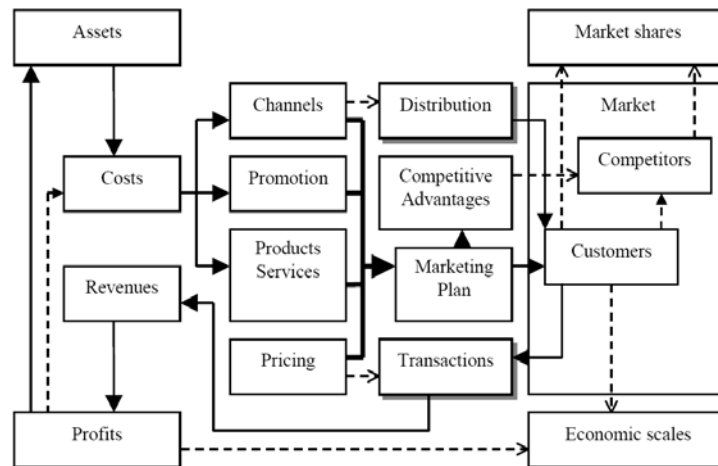 Assets
Market shares
Channels
Distribution
Market
Costs
Promotion
Competitive
Advantages
Competitors
Products
Services
Revenues
Marketing
Plan
Customers
Pricing
Transactions
Profits
Economic scales